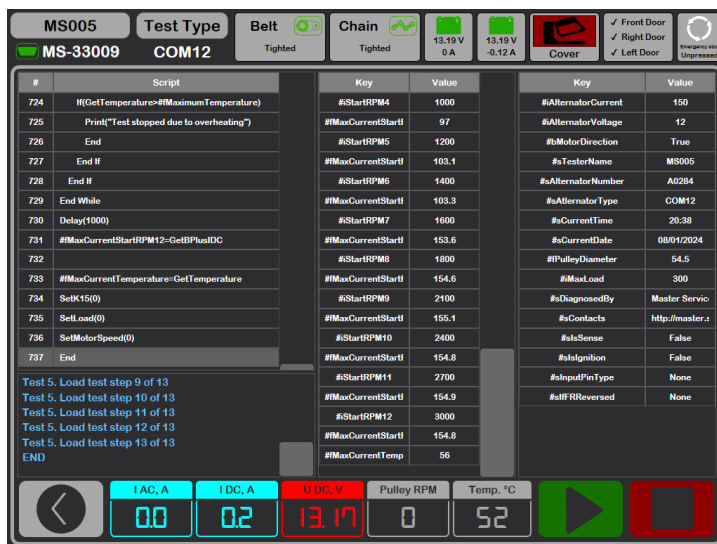 MS005
Test Type
MS-33009
COM12
Belt
Tighted
Chain
Tighted
13.19 V
0 A
13.19 V
-0.12 A
Cover
✓ Front Door
✓ Right Door
✓ Left Door
Emergency stop
Unpressed
# Script
724 If(GetTemperature>#fMaximumTemperature)
725 Print("Test stopped due to overheating")
726 End
727 End If
728 End If
729 End While
730 Delay(1000)
731 #fMaxCurrentStartRPM12=GetBPlusIDC
732
733 #fMaxCurrentTemperature=GetTemperature
734 SetK15(0)
735 SetLoad(0)
736 SetMotorSpeed(0)
737 End
Test 5. Load test step 9 of 13
Test 5. Load test step 10 of 13
Test 5. Load test step 11 of 13
Test 5. Load test step 12 of 13
Test 5. Load test step 13 of 13
END
Key Value
#iStartRPM4 1000
#fMaxCurrentStartI 97
#iStartRPM5 1200
#fMaxCurrentStartI 103.1
#iStartRPM6 1400
#fMaxCurrentStartI 103.3
#iStartRPM7 1600
#fMaxCurrentStartI 153.6
#iStartRPM8 1800
#fMaxCurrentStartI 154.6
#iStartRPM9 2100
#fMaxCurrentStartI 155.1
#iStartRPM10 2400
#fMaxCurrentStartI 154.8
#iStartRPM11 2700
#fMaxCurrentStartI 154.9
#iStartRPM12 3000
#fMaxCurrentStartI 154.8
#fMaxCurrentTemp 56
Key Value
#iAlternatorCurrent 150
#iAlternatorVoltage 12
#bMotorDirection True
#sTesterName MS005
#sAlternatorNumber A0284
#sAtlernatorType COM12
#sCurrentTime 20:38
#sCurrentDate 08/01/2024
#fPulleyDiameter 54.5
#iMaxLoad 300
#sDiagnosedBy Master Servic
#sContacts http://master.s
#sIsSense False
#sIsIgnition False
#sInputPinType None
#sIfFRReversed None
I AC, A
0.0
I DC, A
0.2
U DC, V
13.17
Pulley RPM
0
Temp. °C
52